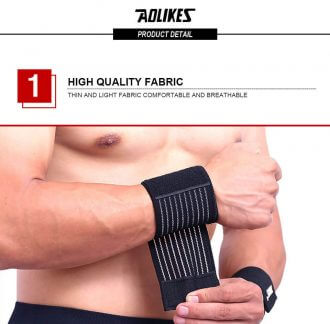 AOLIKES
PRODUCT DETAIL
1
HIGH QUALITY FABRIC
THIN AND LIGHT FABRIC COMFORTABLE AND BREATHABLE